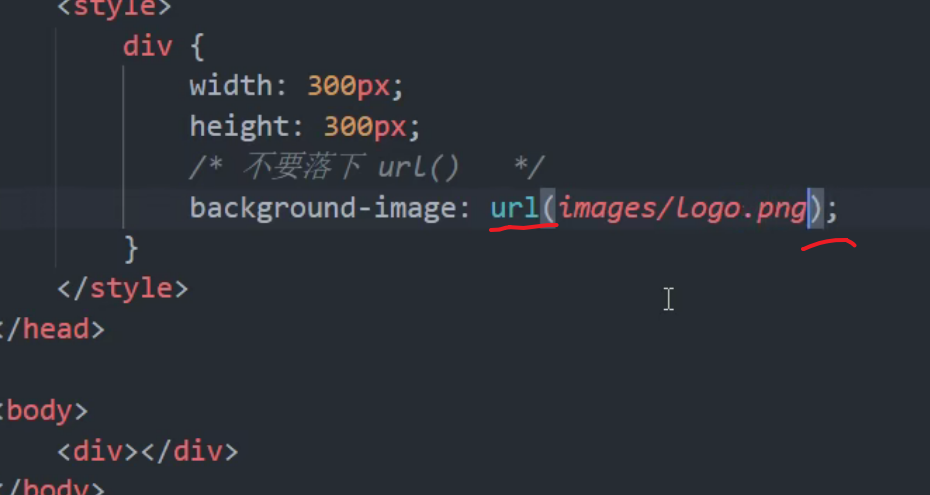 <style>
div {
width: 300px;
height: 300px;
/* 不要落下 url()   */
background-image: url(images/logo.png);
}
</style>
</head>
<body>
<div></div>
</body>